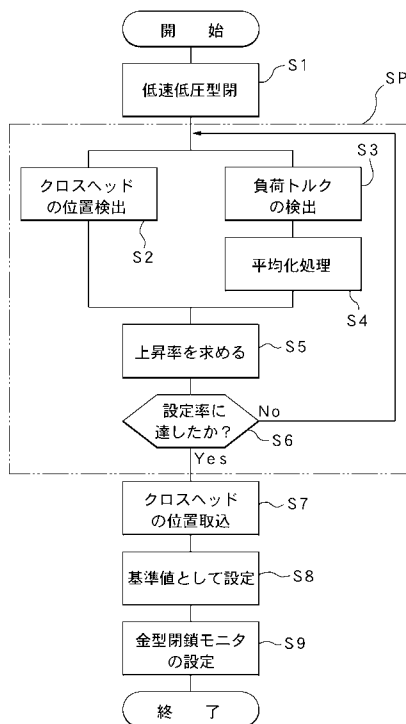 開 始
低速低圧型閉
S1
SP
クロスヘッド
の位置検出
S2
負荷トルク
の検出
S3
平均化処理
S4
上昇率を求める
S5
設定率に
達したか?
No
S6
Yes
クロスヘッド
の位置取込
S7
基準値として設定
S8
金型閉鎖モニタ
の設定
S9
終 了